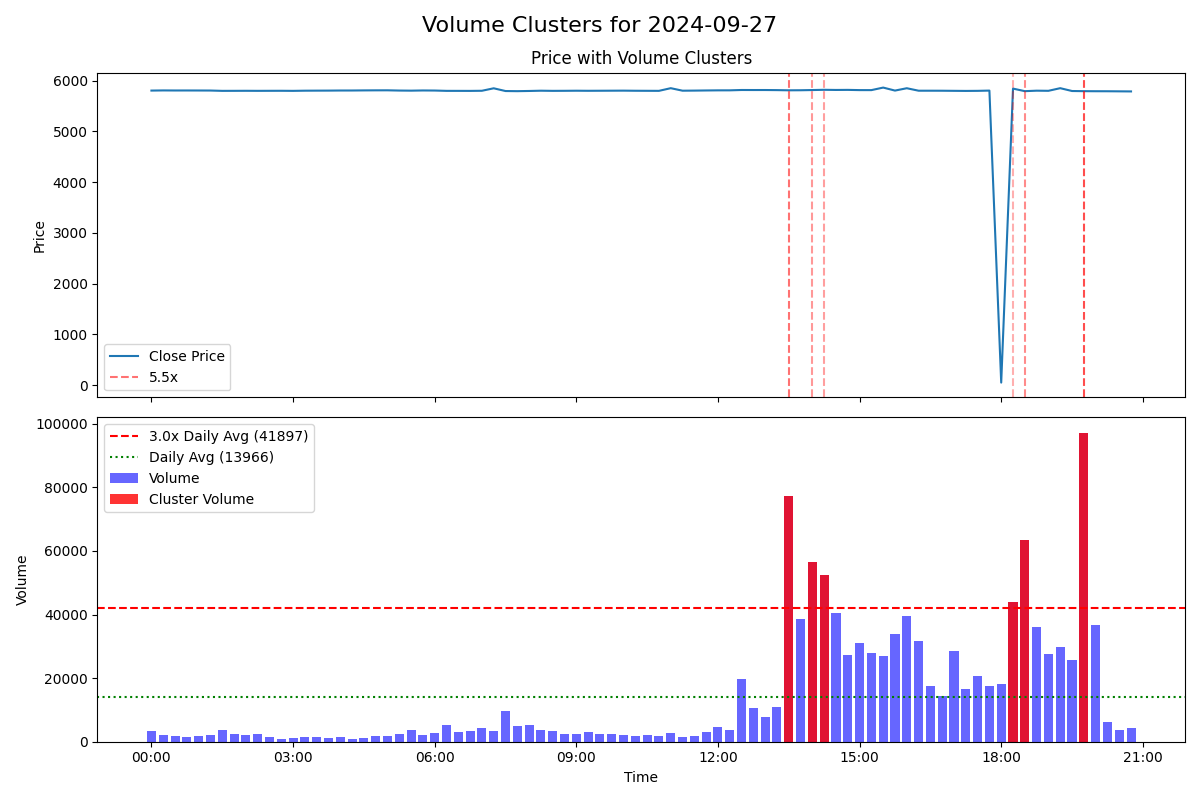 Volume Clusters for 2024-09-27
Price with Volume Clusters
6000
5000
4000
3000
2000
1000
0
Price
Close Price
5.5x
100000
80000
60000
40000
20000
0
Volume
3.0x Daily Avg (41897)
Daily Avg (13966)
Volume
Cluster Volume
00:00 03:00 06:00 09:00 12:00 15:00 18:00 21:00
Time